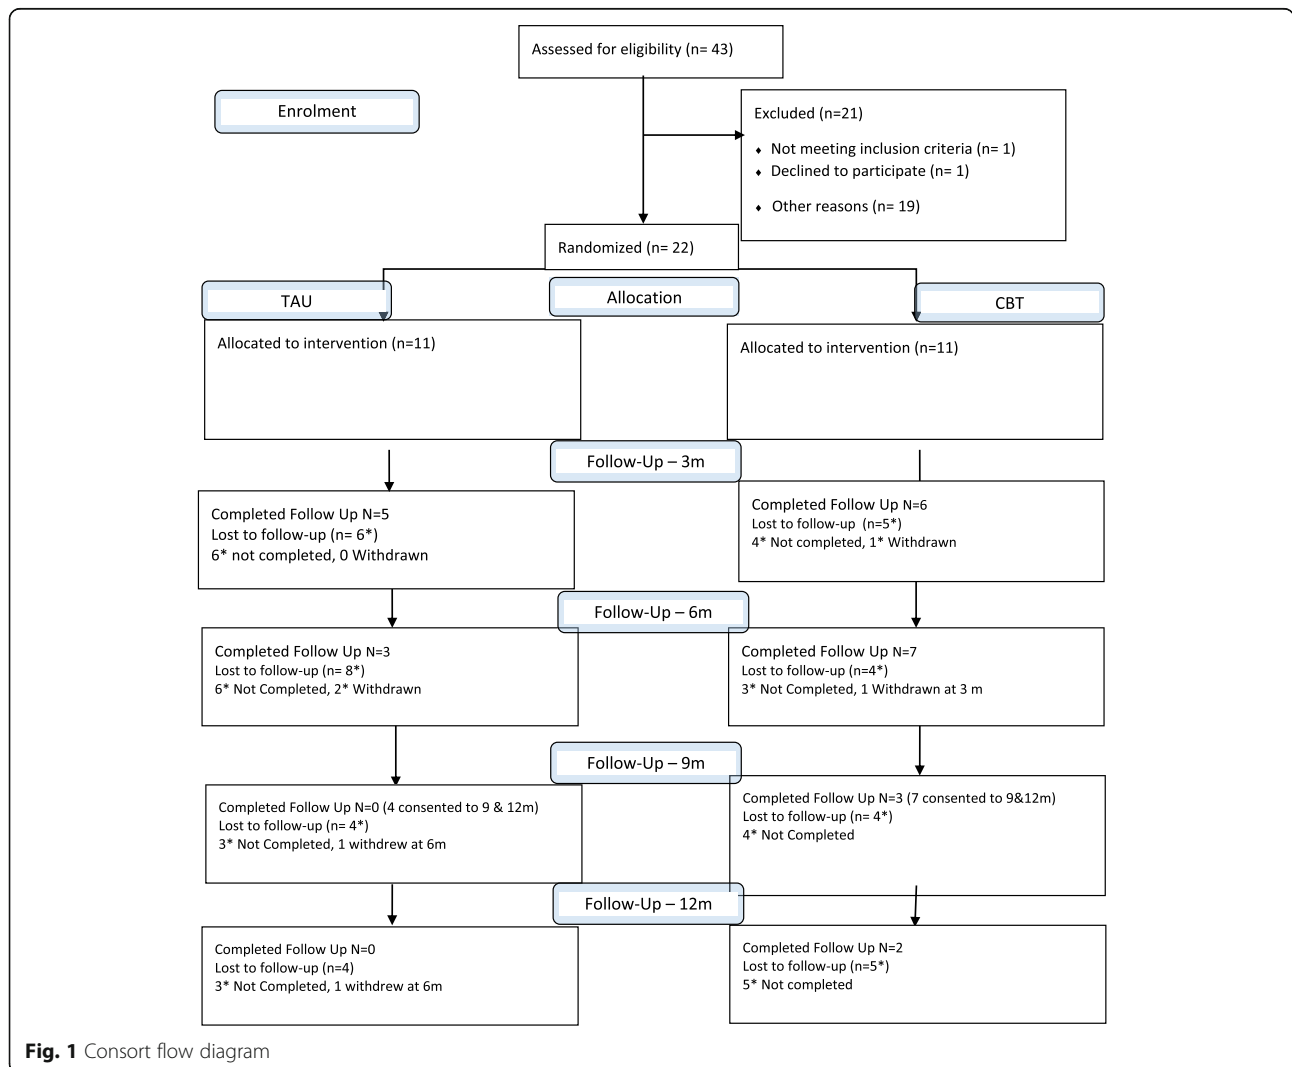 Assessed for eligibility (n= 43)
Enrolment
Excluded (n=21)
⬧ Not meeting inclusion criteria (n= 1)
⬧ Declined to participate (n= 1)
⬧ Other reasons (n= 19)
Randomized (n= 22)
TAU
Allocation
CBT
Allocated to intervention (n=11)
Allocated to intervention (n=11)
Follow-Up – 3m
Completed Follow Up N=5
Lost to follow-up (n= 6*)
6* not completed, 0 Withdrawn
Completed Follow Up N=6
Lost to follow-up (n=5*)
4* Not completed, 1* Withdrawn
Follow-Up – 6m
Completed Follow Up N=3
Lost to follow-up (n= 8*)
6* Not Completed, 2* Withdrawn
Completed Follow Up N=7
Lost to follow-up (n=4*)
3* Not Completed, 1 Withdrawn at 3 m
Follow-Up – 9m
Completed Follow Up N=0 (4 consented to 9 & 12m)
Lost to follow-up (n= 4*)
3* Not Completed, 1 withdrew at 6m
Completed Follow Up N=3 (7 consented to 9&12m)
Lost to follow-up (n= 4*)
4* Not Completed
Follow-Up – 12m
Completed Follow Up N=0
Lost to follow-up (n=4)
3* Not Completed, 1 withdrew at 6m
Completed Follow Up N=2
Lost to follow-up (n=5*)
5* Not completed
Fig. 1 Consort flow diagram